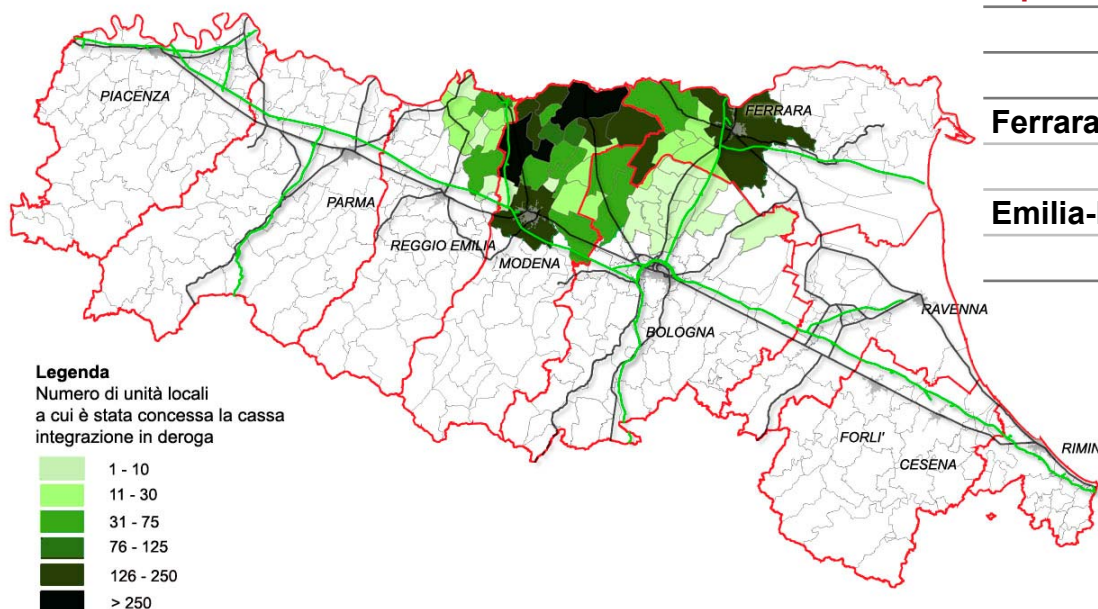 PIACENZA
PARMA
REGGIO EMILIA
MODENA
FERRARA
BOLOGNA
RAVENNA
FORLI'
CESENA
RIMIN
Ferrara
Emilia-
Legenda
Numero di unità locali
a cui è stata concessa la cassa
integrazione in deroga
1 - 10
11 - 30
31 - 75
76 - 125
126 - 250
> 250